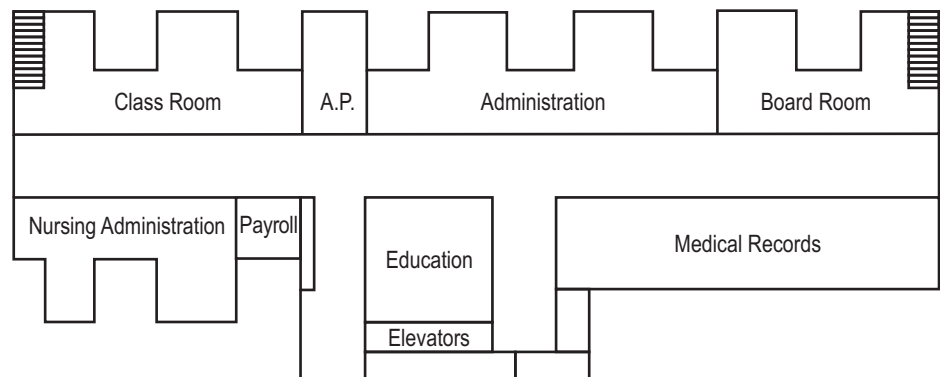 Class Room
A.P.
Administration
Board Room
Nursing Administration
Payroll
Education
Medical Records
Elevators